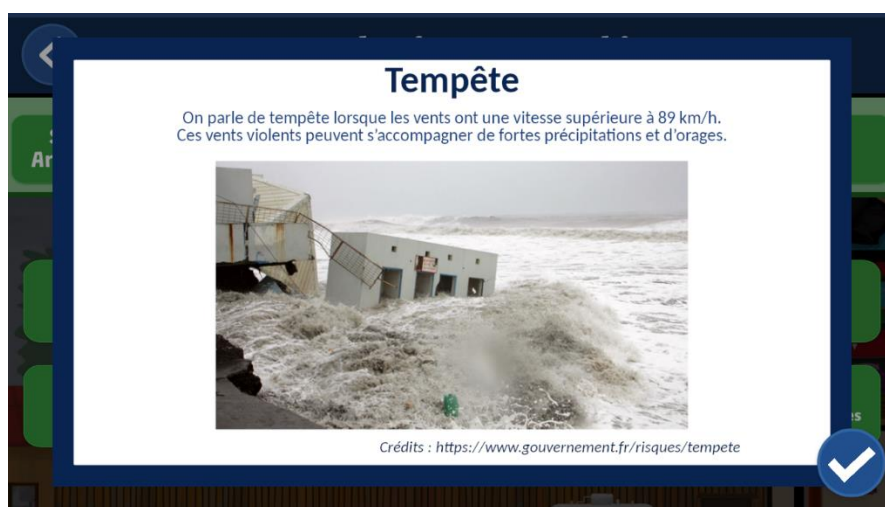 Tempête
On parle de tempête lorsque les vents ont une vitesse supérieure à 89 km/h.
Ces vents violents peuvent s'accompagner de fortes précipitations et d'orages.
Crédits : https://www.gouvernement.fr/risques/tempete